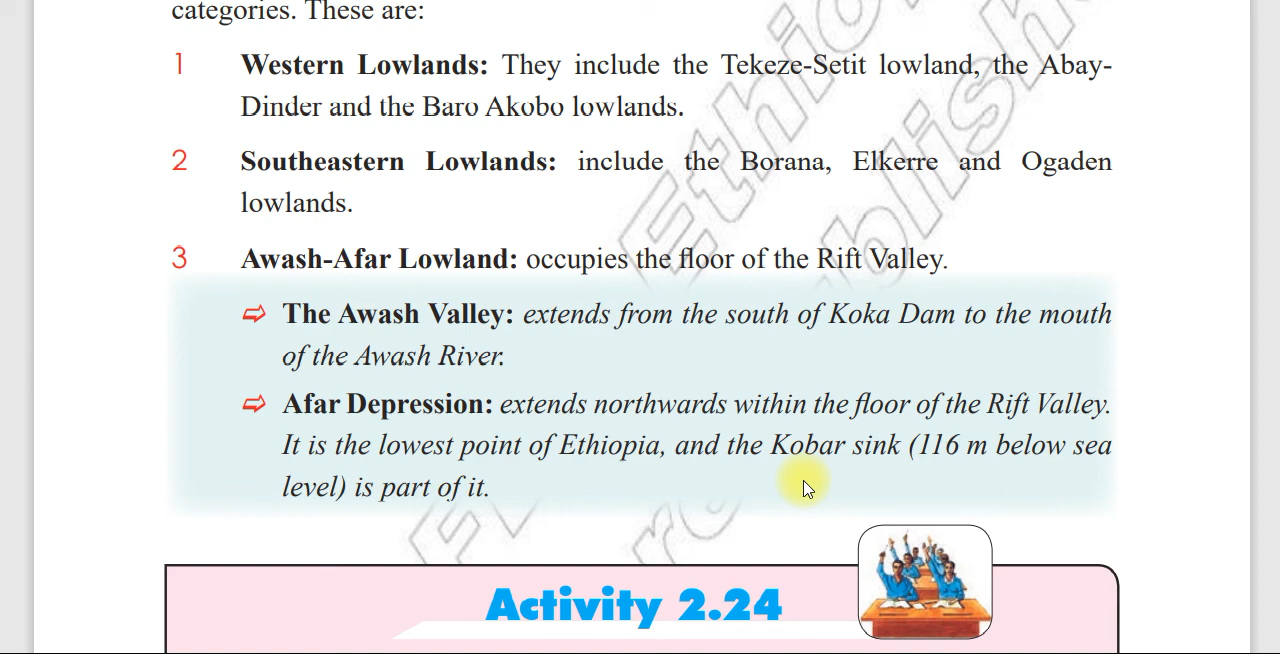 categories. These are:
1 Western Lowlands: They include the Tekeze-Setit lowland, the Abay-
Dinder and the Baro Akobo lowlands.
2 Southeastern Lowlands: include the Borana, Elkerre and Ogaden
lowlands.
3 Awash-Afar Lowland: occupies the floor of the Rift Valley.
⇨ The Awash Valley: extends from the south of Koka Dam to the mouth
of the Awash River.
⇨ Afar Depression: extends northwards within the floor of the Rift Valley.
It is the lowest point of Ethiopia, and the Kobar sink (116 m below sea
level) is part of it.
Activity 2.24